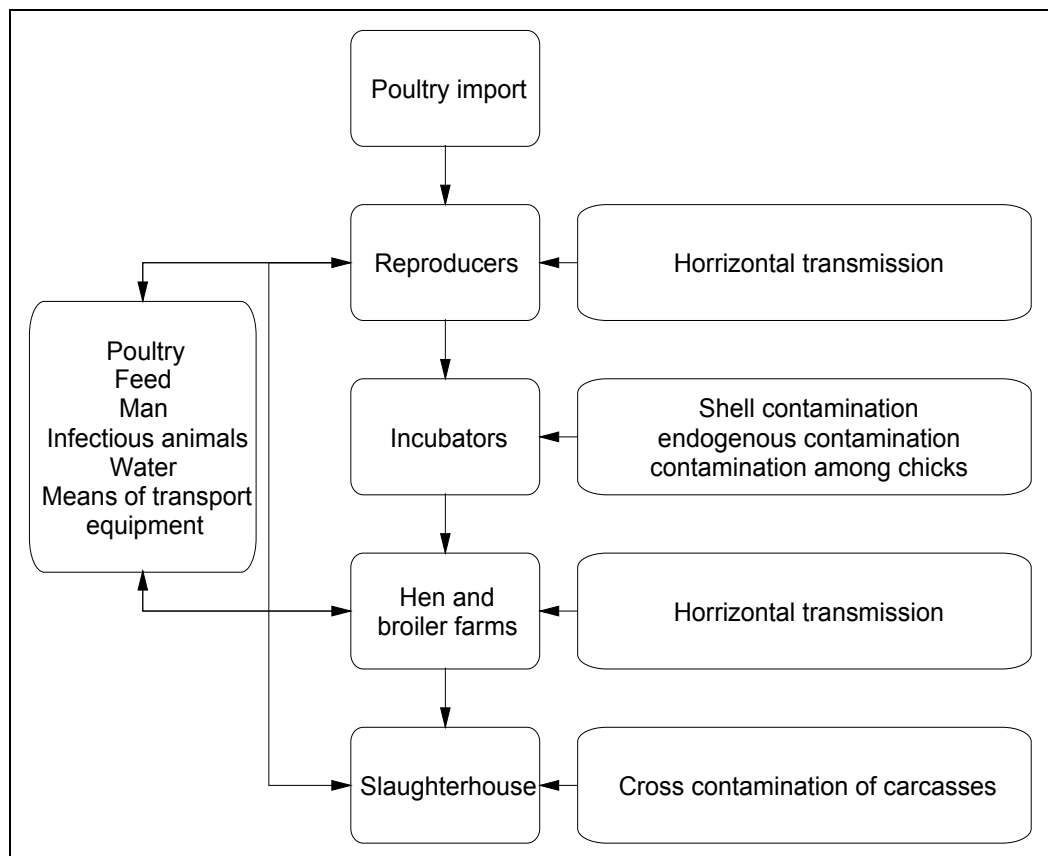 Poultry import
Reproducers
Horrizontal transmission
Poultry
Feed
Man
Infectious animals
Water
Means of transport
equipment
Incubators
Shell contamination
endogenous contamination
contamination among chicks
Hen and
broiler farms
Horrizontal transmission
Slaughterhouse
Cross contamination of carcasses